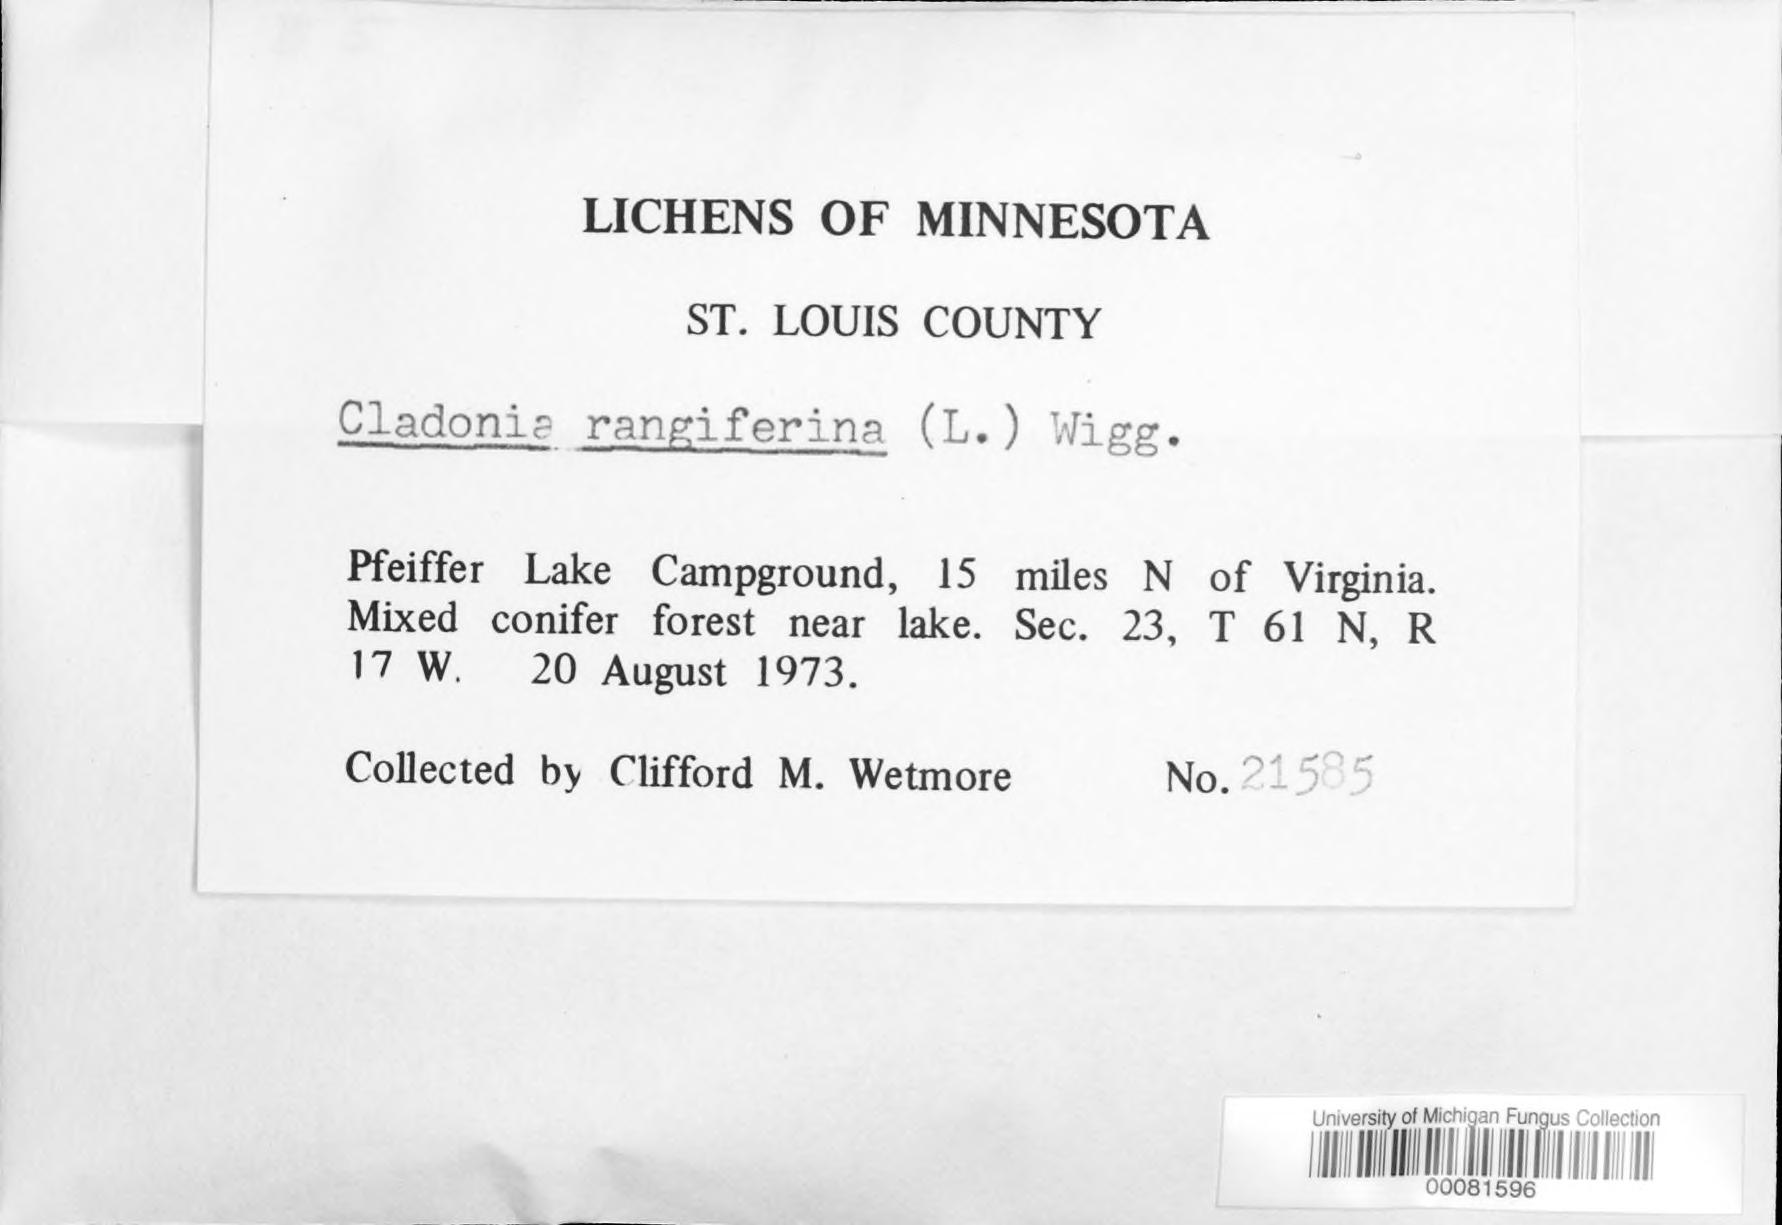 LICHENS OF MINNESOTA
ST. LOUIS COUNTY
Cladonia rangiferina (L.) Wigg.
Pfeiffer Lake Campground, 15 miles N of Virginia.
Mixed conifer forest near lake. Sec. 23, T 61 N, R
17 W. 20 August 1973.
Collected by Clifford M. Wetmore No. 21585
University of Michigan Fungus Collection
00081596